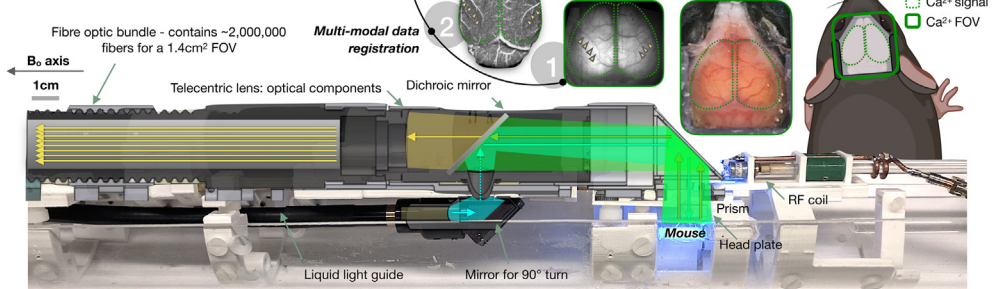 Ca²⁺ signal
Ca²⁺ FOV
2
1
Multi-modal data
registration
Fibre optic bundle - contains ~2,000,000
fibers for a 1.4cm² FOV
B₀ axis
1cm
Telecentric lens: optical components
Dichroic mirror
RF coil
Prism
Mouse
Head plate
Liquid light guide
Mirror for 90° turn